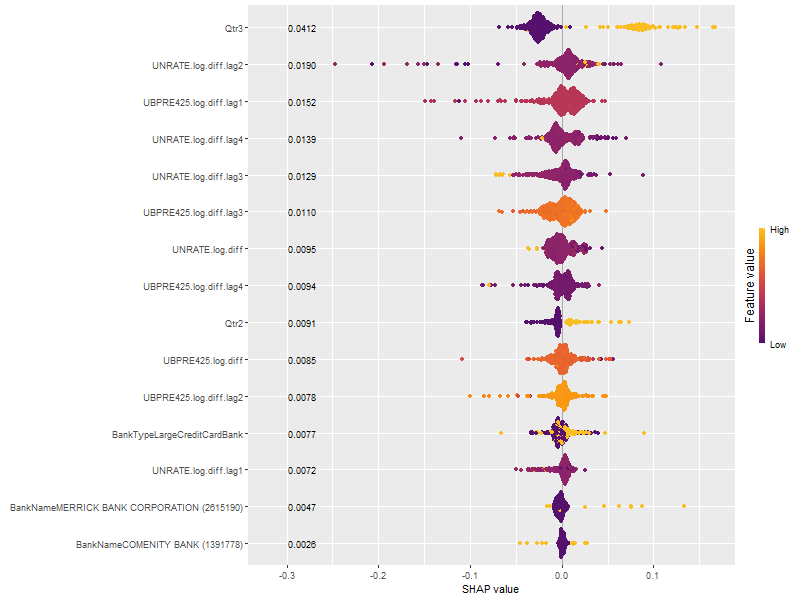 Qtr3 0.0412
UNRATE.log.diff.lag2 0.0190
UBPRE425.log.diff.lag1 0.0152
UNRATE.log.diff.lag4 0.0139
UNRATE.log.diff.lag3 0.0129
UBPRE425.log.diff.lag3 0.0110
UNRATE.log.diff 0.0095
UBPRE425.log.diff.lag4 0.0094
Qtr2 0.0091
UBPRE425.log.diff 0.0085
UBPRE425.log.diff.lag2 0.0078
BankTypeLargeCreditCardBank 0.0077
UNRATE.log.diff.lag1 0.0072
BankNameMERRICK BANK CORPORATION (2615190) 0.0047
BankNameCOMENITY BANK (1391778) 0.0026
-0.3 -0.2 -0.1 0.0 0.1
SHAP value
High
Feature value
Low